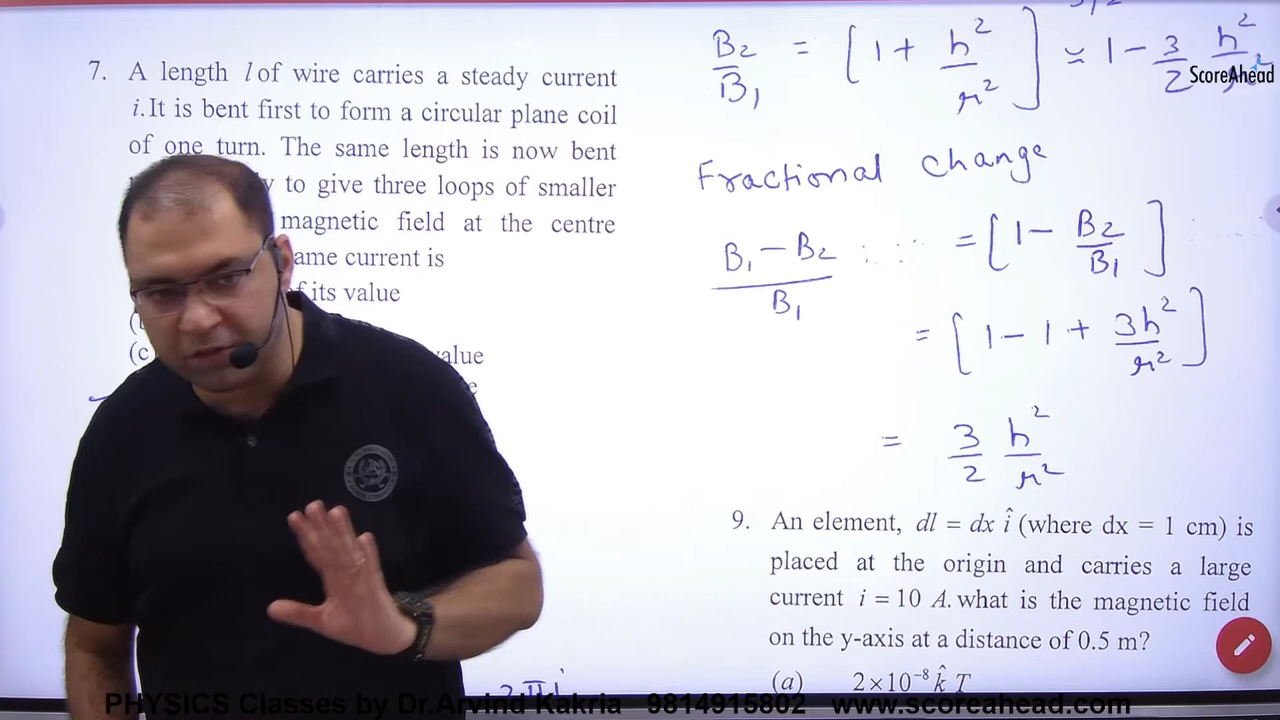 7. A length l of wire carries a steady current
i.It is bent first to form a circular plane coil
of one turn. The same length is now bent
to give three loops of smaller
magnetic field at the centre
ame current is
f its value
(c
alue
B2/B1 = [1 + h²/r²] ≃ 1 - 3/2 h²
ScoreAhead
Fractional change
(B1 - B2)/B1 = [1 - B2/B1]
= [1 - 1 + 3h²/r²]
= 3/2 h²/r²
9. An element, dl = dx î (where dx = 1 cm) is
placed at the origin and carries a large
current i = 10 A. what is the magnetic field
on the y-axis at a distance of 0.5 m?
(a) 2×10⁻⁸ k̂ T
PHYSICS Classes by Dr.Arvind Kakria 9814915802 www.scoreahead.com